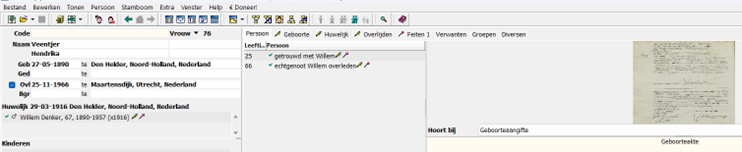 Bestand Bewerken Tonen Persoon Stamboom Extra Venster Help € Doneer!
Code Vrouw 76
Naam Veentjer
Hendrika
Geb 27-05-1890 te Den Helder, Noord-Holland, Nederland
Ged te
Ovl 25-11-1966 te Maartensdijk, Utrecht, Nederland
Bgr te
Huwelijk 29-03-1916 Den Helder, Noord-Holland, Nederland
Willem Denker, 67, 1890-1957 (x1916)
Kinderen
Persoon Geboorte Huwelijk Overlijden Feiten 1 Verwanten Groepen Diversen
Leefti... Persoon
25 getrouwd met Willem
66 echtgenoot Willem overleden
Hoort bij Geboorteaangifte
Geboorteakte